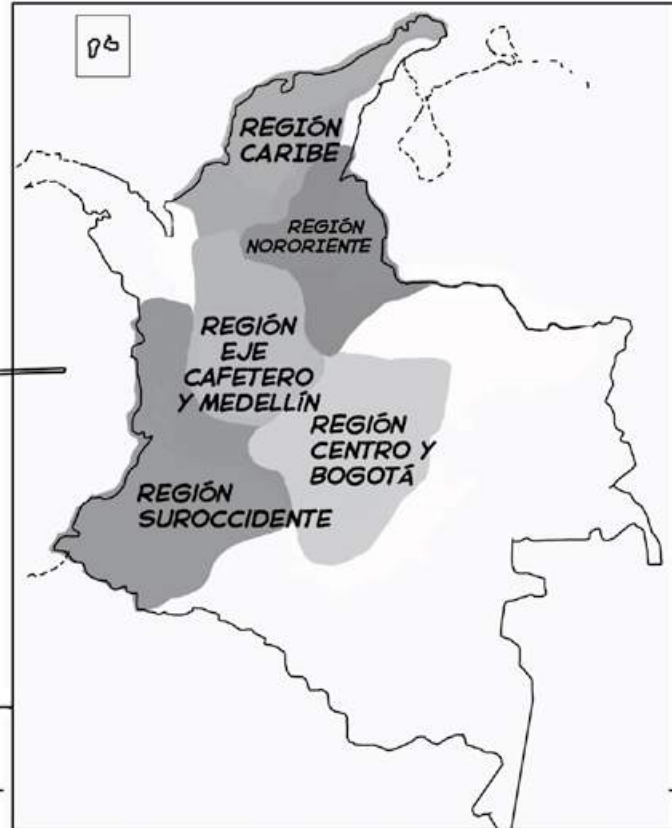 REGIÓN
CARIBE
REGIÓN
NORORIENTE
REGIÓN
EJE
CAFETERO
Y MEDELLÍN
REGIÓN
CENTRO Y
BOGOTÁ
REGIÓN
SUROCCIDENTE